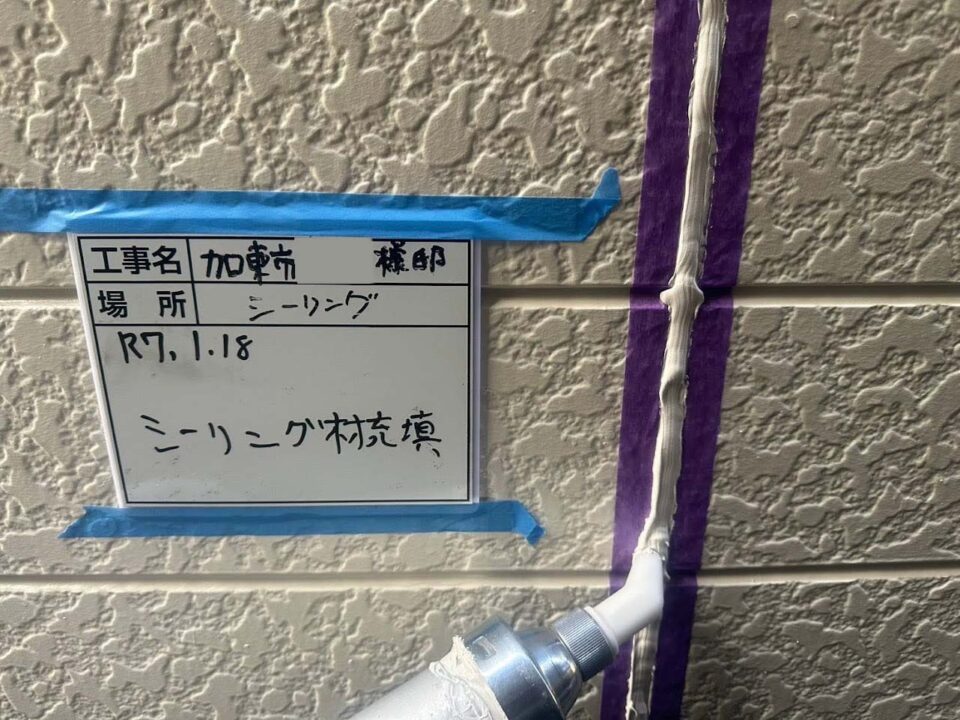 工事名 加東市 様邸
場所 シーリング
R7.1.18
シーリング材充填